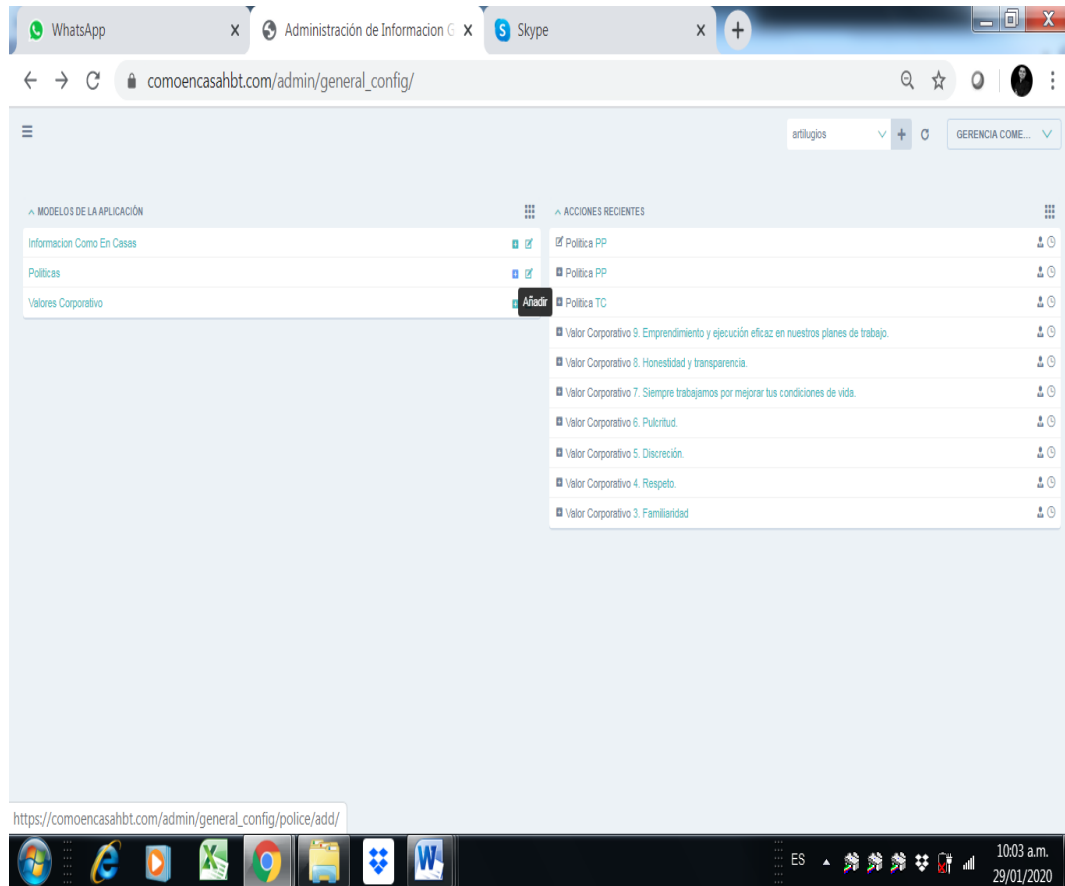 WhatsApp
Administración de Informacion G
Skype
comoencasahbt.com/admin/general_config/
artilugios
GERENCIA COME...
MODELOS DE LA APLICACIÓN
Informacion Como En Casas
Politicas
Valores Corporativo
Añadir
ACCIONES RECIENTES
Politica PP
Politica PP
Politica TC
Valor Corporativo 9. Emprendimiento y ejecución eficaz en nuestros planes de trabajo.
Valor Corporativo 8. Honestidad y transparencia.
Valor Corporativo 7. Siempre trabajamos por mejorar tus condiciones de vida.
Valor Corporativo 6. Pulcritud.
Valor Corporativo 5. Discreción.
Valor Corporativo 4. Respeto.
Valor Corporativo 3. Familiaridad
https://comoencasahbt.com/admin/general_config/police/add/
ES
10:03 a.m.
29/01/2020